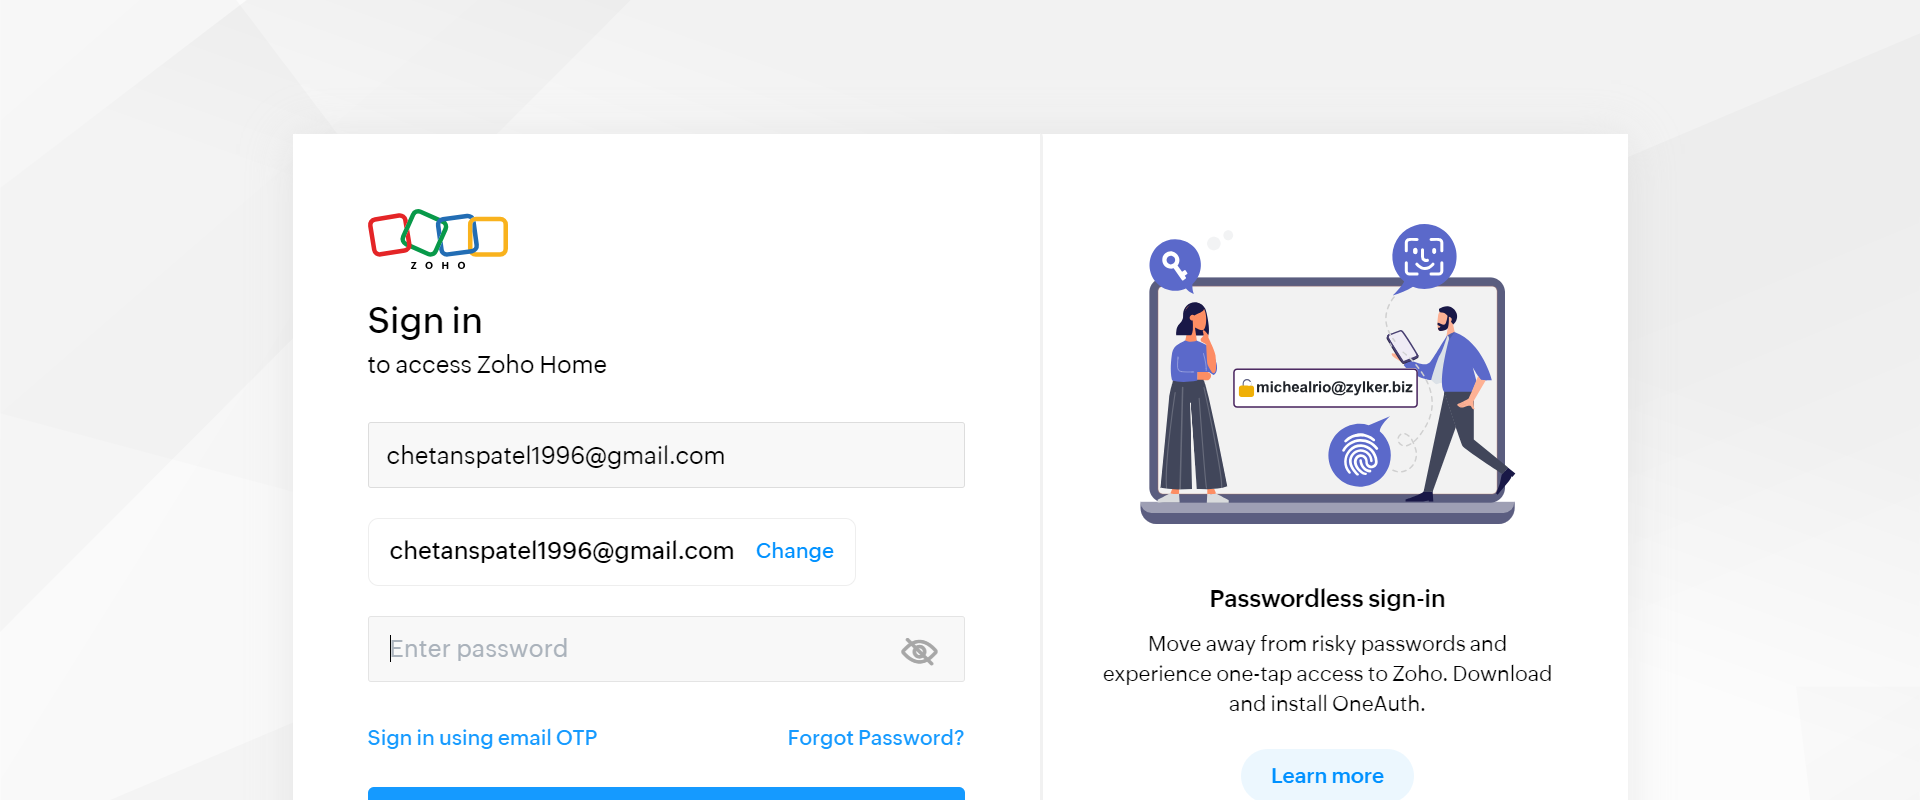 ZOHO
Sign in
to access Zoho Home
chetanspatel1996@gmail.com
chetanspatel1996@gmail.com Change
Enter password
Sign in using email OTP Forgot Password?
michealrio@zylker.biz
Passwordless sign-in
Move away from risky passwords and
experience one-tap access to Zoho. Download
and install OneAuth.
Learn more